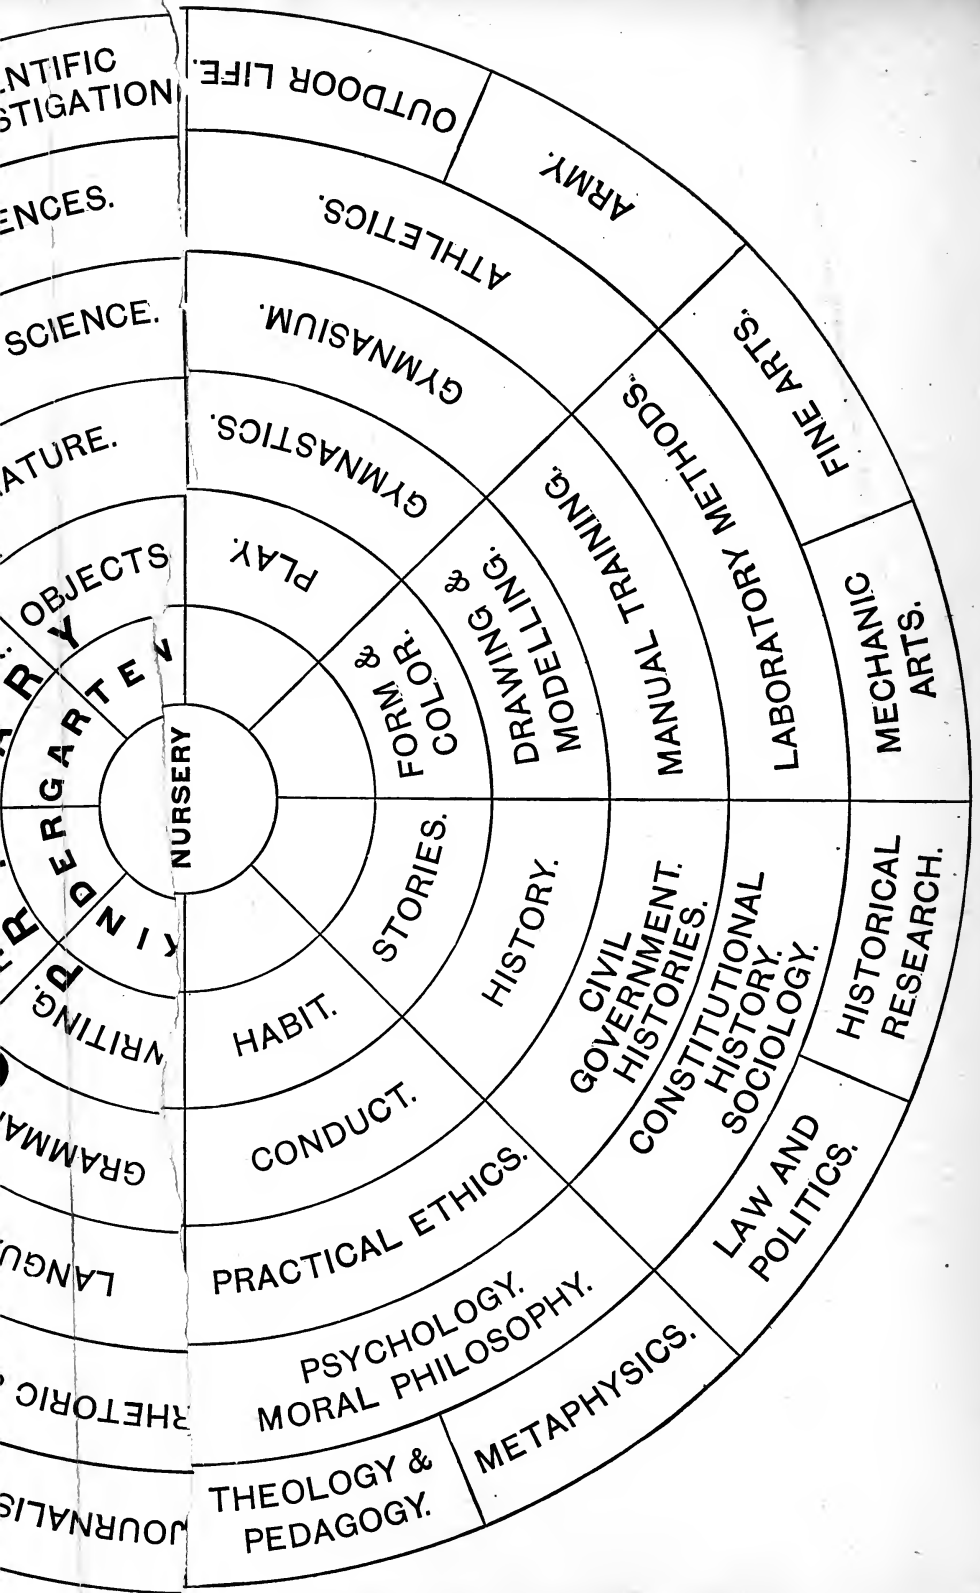 NTIFIC
STIGATION
ENCES.
SCIENCE.
ATURE.
OBJECTS
KINDERGARTEN
NURSERY
OUTDOOR LIFE.
ARMY.
ATHLETICS.
GYMNASIUM.
GYMNASTICS.
PLAY.
FINE ARTS.
MECHANIC
ARTS.
LABORATORY METHODS.
MANUAL TRAINING.
DRAWING &
MODELLING.
FORM &
COLOR.
STORIES.
HISTORY.
CIVIL
GOVERNMENT.
HISTORIES.
CONSTITUTIONAL
HISTORY.
SOCIOLOGY.
HISTORICAL
RESEARCH.
LAW AND
POLITICS.
HABIT.
CONDUCT.
PRACTICAL ETHICS.
PSYCHOLOGY.
MORAL PHILOSOPHY.
METAPHYSICS.
THEOLOGY &
PEDAGOGY.
WRITING.
GRAMMA
LANGU
RHETORIC &
JOURNALIS